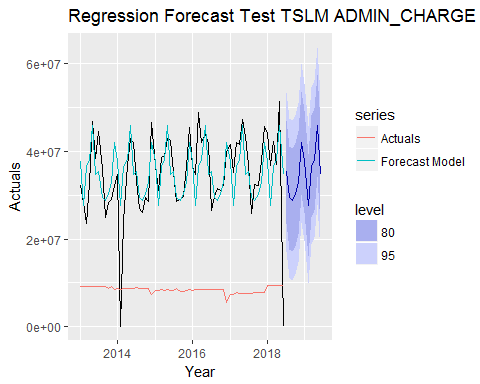 Regression Forecast Test TSLM ADMIN_CHARGE
Actuals
6e+07
4e+07
2e+07
0e+00
2014
2016
2018
Year
series
Actuals
Forecast Model
level
80
95